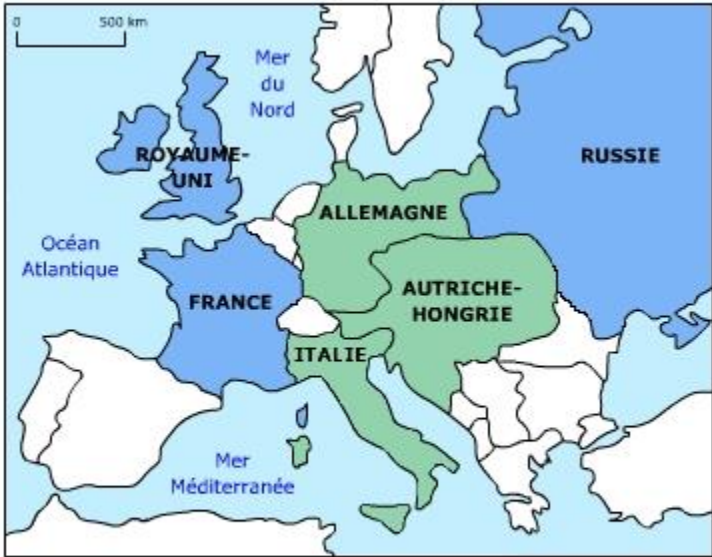 0 500 km
Mer
du
Nord
ROYAUME-
UNI
RUSSIE
ALLEMAGNE
Océan
Atlantique
AUTRICHE-
HONGRIE
FRANCE
ITALIE
Mer
Méditerranée